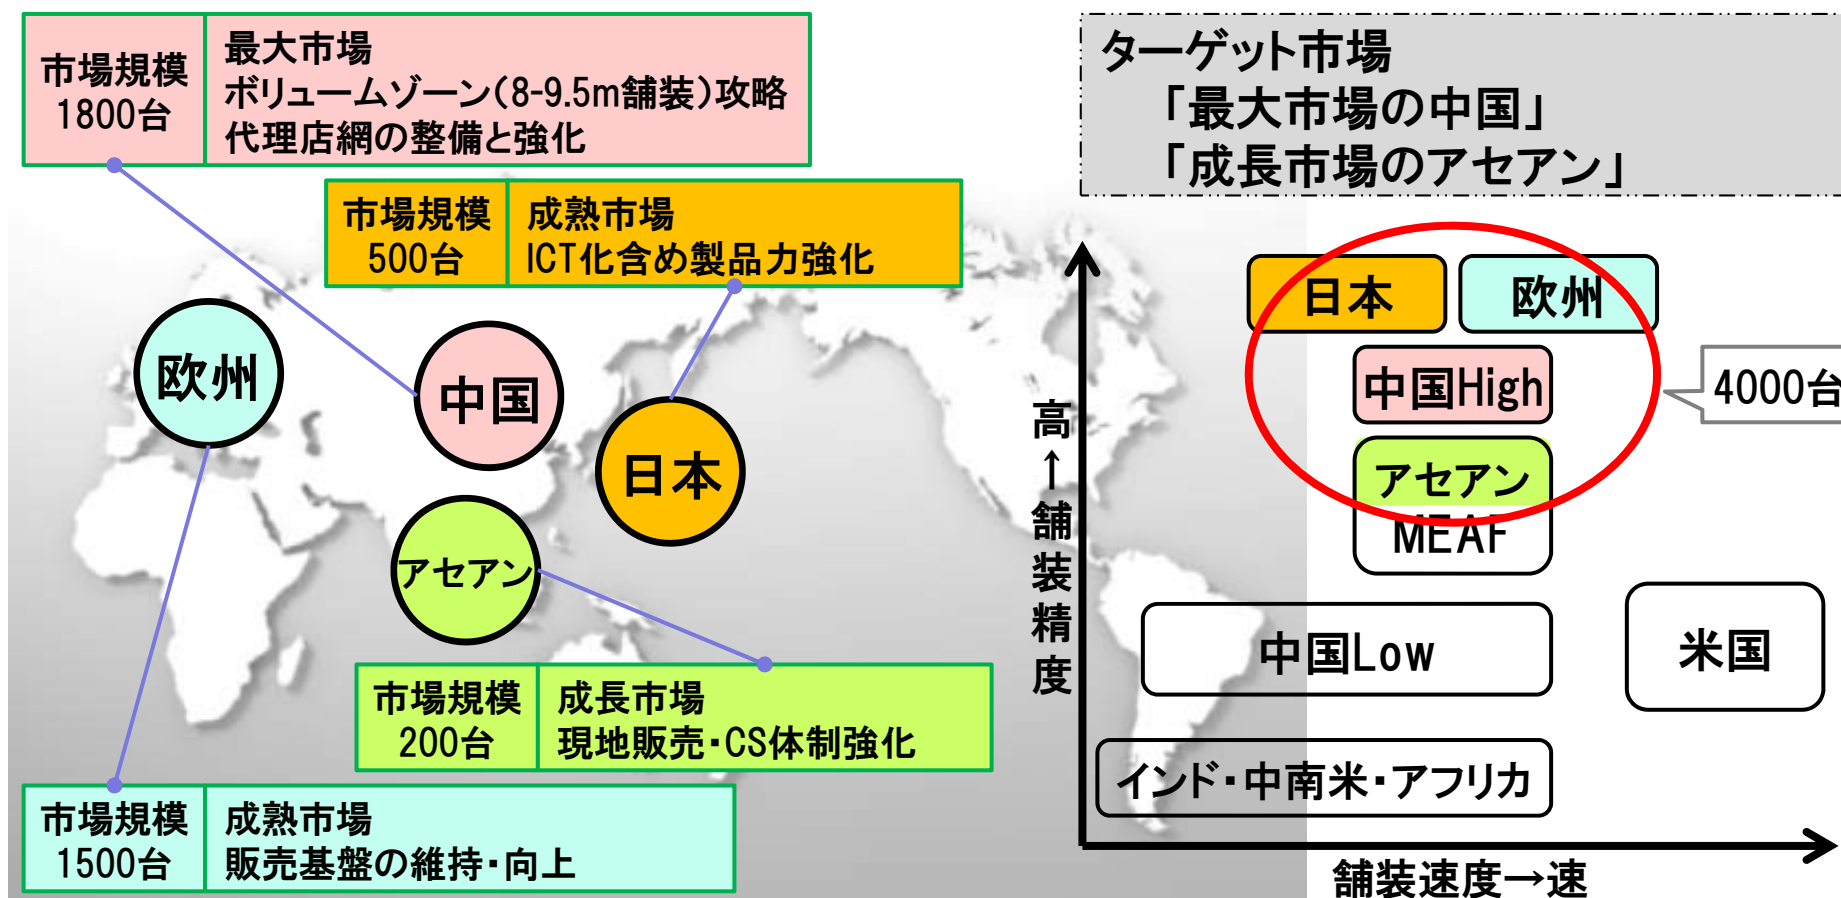 市場規模
1800台
最大市場
ボリュームゾーン(8-9.5m舗装)攻略
代理店網の整備と強化
市場規模
500台
成熟市場
ICT化含め製品力強化
欧州
中国
日本
アセアン
市場規模
200台
成長市場
現地販売・CS体制強化
市場規模
1500台
成熟市場
販売基盤の維持・向上
ターゲット市場
「最大市場の中国」
「成長市場のアセアン」
日本
欧州
中国High
4000台
アセアン
MEAF
中国Low
米国
インド・中南米・アフリカ
高←舗装精度
舗装速度→速